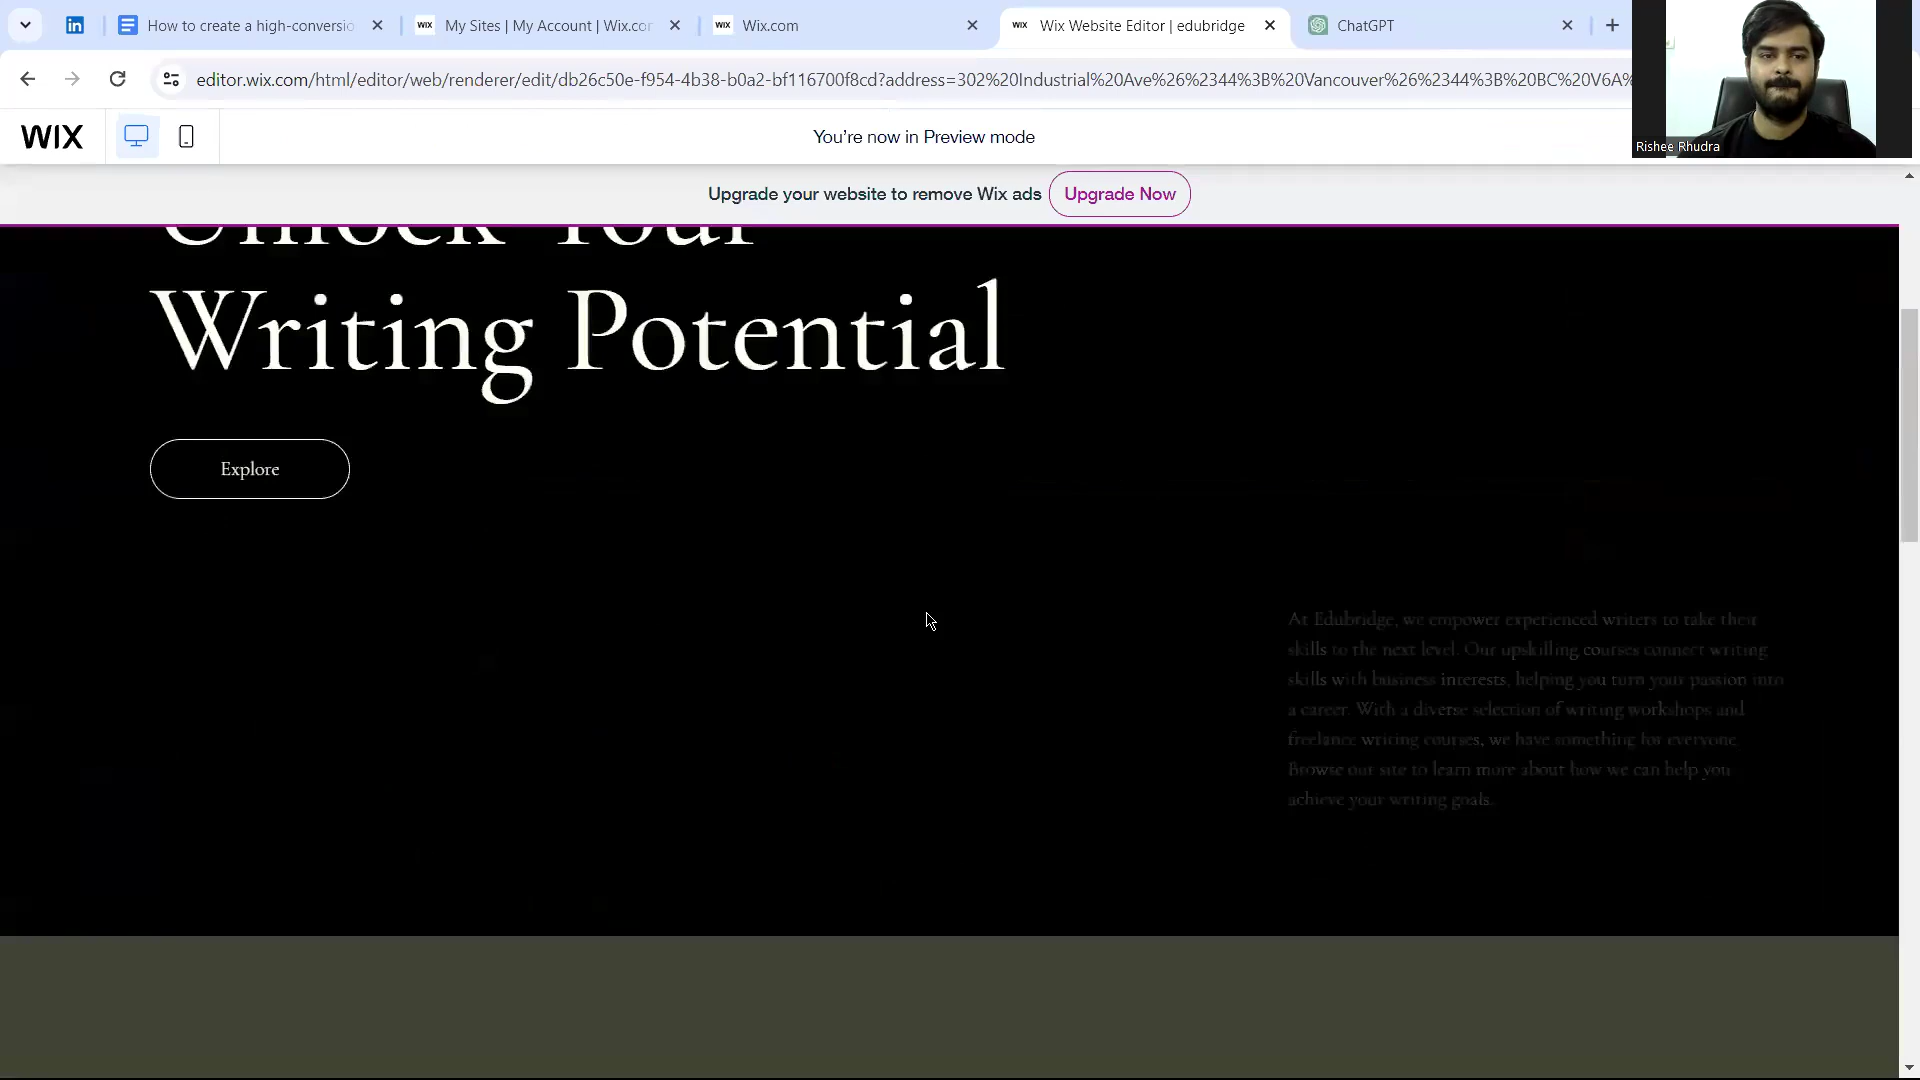 How to create a high-conversio
WIX My Sites | My Account | Wix.cor
WIX Wix.com
WIX Wix Website Editor | edubridge
ChatGPT
editor.wix.com/html/editor/web/renderer/edit/db26c50e-f954-4b38-b0a2-bf116700f8cd?address=302%20Industrial%20Ave%26%2344%3B%20Vancouver%26%2344%3B%20BC%20V6A%
Rishee Rhudra
WIX
You're now in Preview mode
Upgrade your website to remove Wix ads Upgrade Now
Unlock Your
Writing Potential
Explore
At Edubridge, we empower experienced writers to take their
skills to the next level. Our upskilling courses connect writing
skills with business interests, helping you turn your passion into
a career. With a diverse selection of writing workshops and
freelance writing courses, we have something for everyone.
Browse our site to learn more about how we can help you
achieve your writing goals.